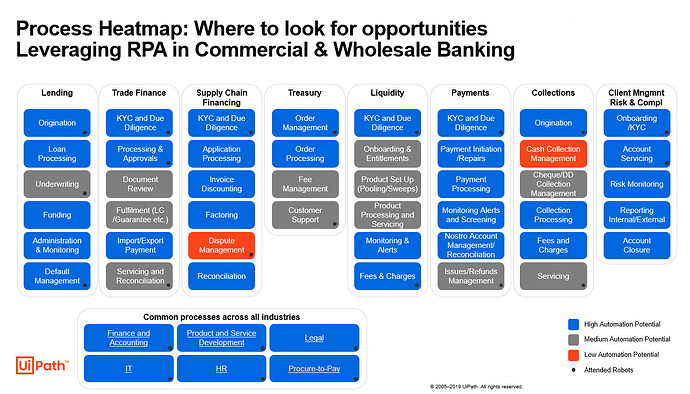 Process Heatmap: Where to look for opportunities
Leveraging RPA in Commercial & Wholesale Banking
Lending
Origination
Loan
Processing
Underwriting
Funding
Administration
& Monitoring
Default
Management
Trade Finance
KYC and Due
Diligence
Processing &
Approvals
Document
Review
Fulfilment (LC
/Guarantee etc.)
Import/Export
Payment
Servicing and
Reconciliation
Supply Chain
Financing
KYC and Due
Diligence
Application
Processing
Invoice
Discounting
Factoring
Dispute
Management
Reconciliation
Treasury
Order
Management
Order
Processing
Fee
Management
Customer
Support
Liquidity
KYC and Due
Diligence
Onboarding &
Entitlements
Product Set Up
(Pooling/Sweeps)
Product
Processing and
Servicing
Monitoring &
Alerts
Fees & Charges
Payments
KYC and Due
Diligence
Payment Initiation
/Repairs
Payment
Processing
Monitoring Alerts
and Screening
Nostro Account
Management/
Reconciliation
Issues/Refunds
Management
Collections
Origination
Cash Collection
Management
Cheque/DD
Collection
Management
Collection
Processing
Fees and
Charges
Servicing
Client Mngmnt
Risk & Compl
Onboarding
/KYC
Account
Servicing
Risk Monitoring
Reporting
Internal/External
Account
Closure
Common processes across all industries
Finance and
Accounting
Product and Service
Development
Legal
IT
HR
Procure-to-Pay
High Automation Potential
Medium Automation Potential
Low Automation Potential
Attended Robots
UiPath™
© 2005–2019 UiPath. All rights reserved.